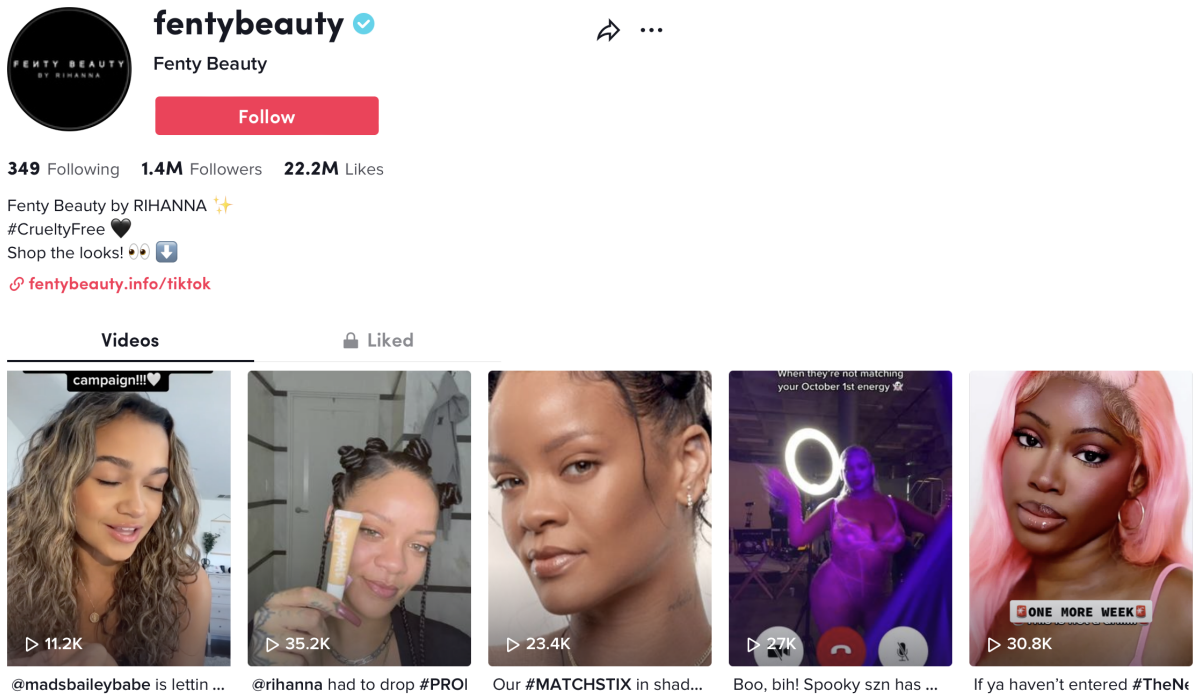 FENTY BEAUTY
BY RIHANNA
fentybeauty
Fenty Beauty
Follow
349 Following 1.4M Followers 22.2M Likes
Fenty Beauty by RIHANNA ✨
#CrueltyFree 🖤
Shop the looks! 👀 ⬇️
fentybeauty.info/tiktok
Videos
Liked
campaign!!!🤍
11.2K
@madsbaileybabe is lettin ...
35.2K
@rihanna had to drop #PRO
23.4K
Our #MATCHSTIX in shad...
When they're not matching
your October 1st energy 👻
27K
Boo, bih! Spooky szn has ...
🚨ONE MORE WEEK🚨
30.8K
If ya haven't entered #TheNe